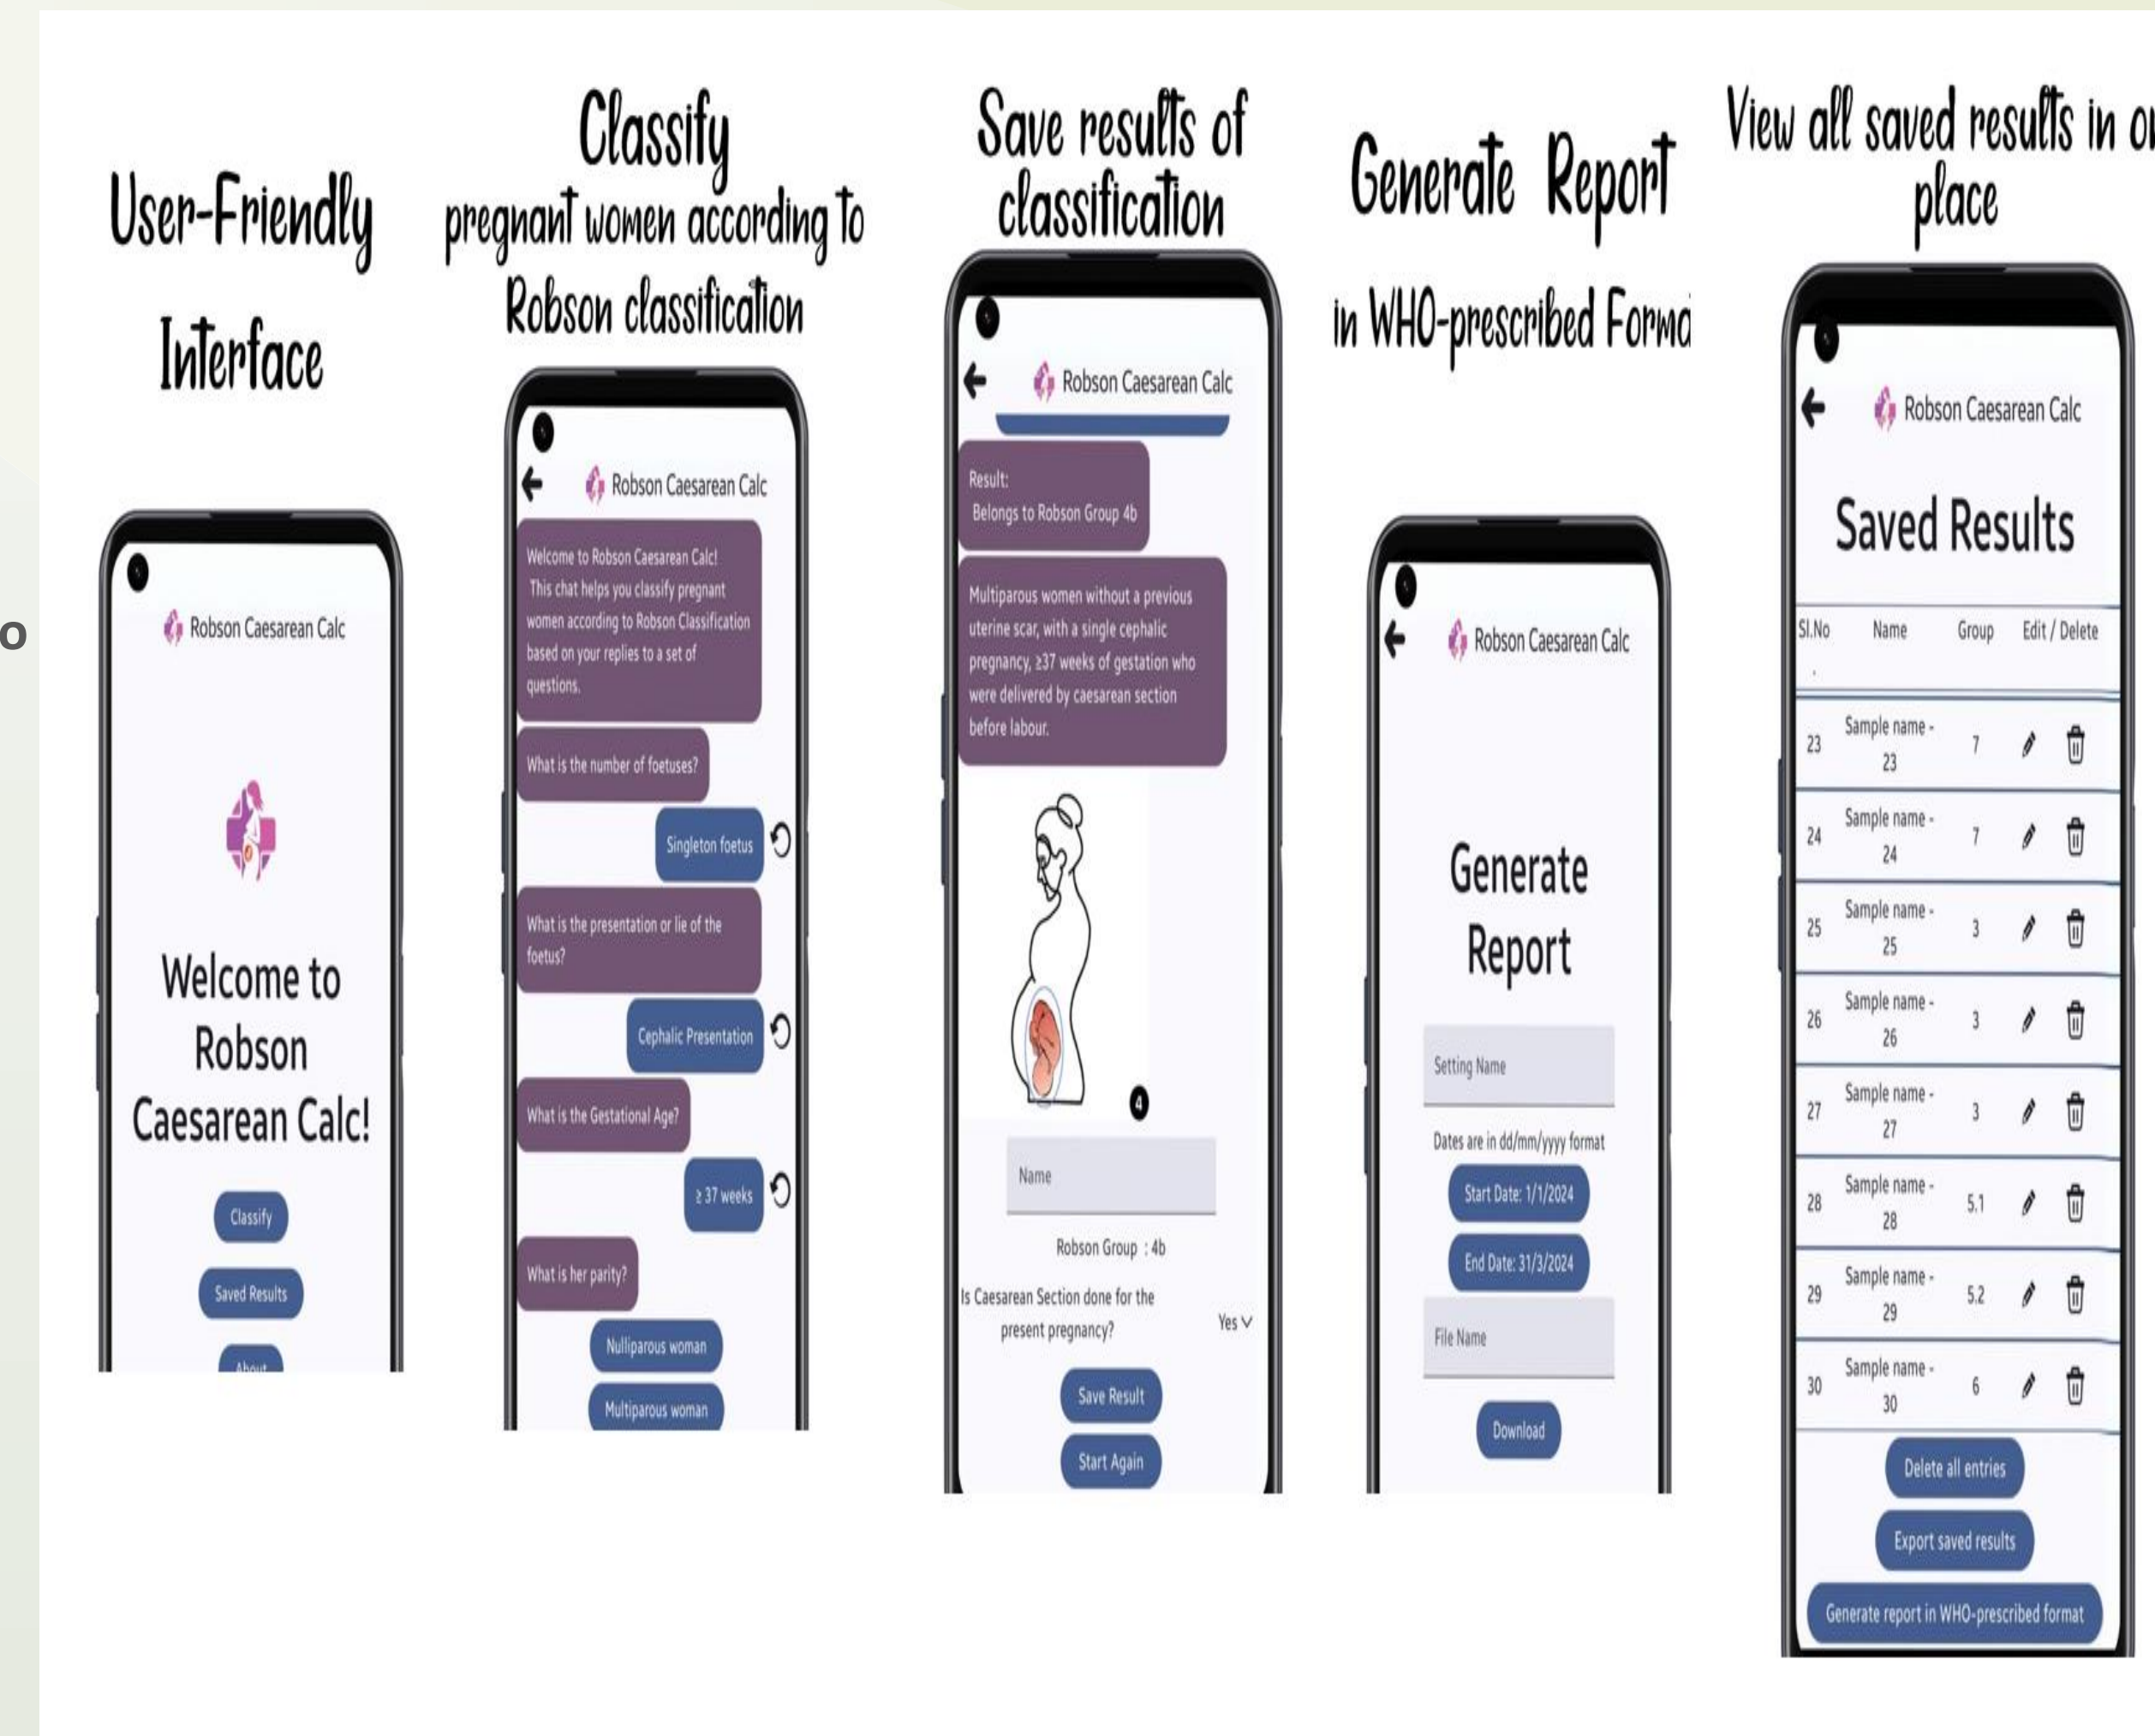 o
User-Friendly
Interface
Robson Caesarean Calc
Welcome to
Robson
Caesarean Calc!
Classify
Saved Results
About
Classify
pregnant women according to
Robson classification
Robson Caesarean Calc
Welcome to Robson Caesarean Calc!
This chat helps you classify pregnant
women according to Robson Classification
based on your replies to a set of
questions.
What is the number of foetuses?
Singleton foetus
What is the presentation or lie of the
foetus?
Cephalic Presentation
What is the Gestational Age?
≥ 37 weeks
What is her parity?
Nulliparous woman
Multiparous woman
Save results of
classification
Robson Caesarean Calc
Result:
Belongs to Robson Group 4b
Multiparous women without a previous
uterine scar, with a single cephalic
pregnancy, ≥37 weeks of gestation who
were delivered by caesarean section
before labour.
4
Name
Robson Group : 4b
Is Caesarean Section done for the
present pregnancy?
Yes
Save Result
Start Again
Generate Report
in WHO-prescribed Forma
Robson Caesarean Calc
Generate
Report
Setting Name
Dates are in dd/mm/yyyy format
Start Date: 1/1/2024
End Date: 31/3/2024
File Name
Download
View all saved results in on
place
Robson Caesarean Calc
Saved Results
Sl.No Name Group Edit / Delete
.
23 Sample name - 7
23
24 Sample name - 7
24
25 Sample name - 3
25
26 Sample name - 3
26
27 Sample name - 3
27
28 Sample name - 5.1
28
29 Sample name - 5.2
29
30 Sample name - 6
30
Delete all entries
Export saved results
Generate report in WHO-prescribed format